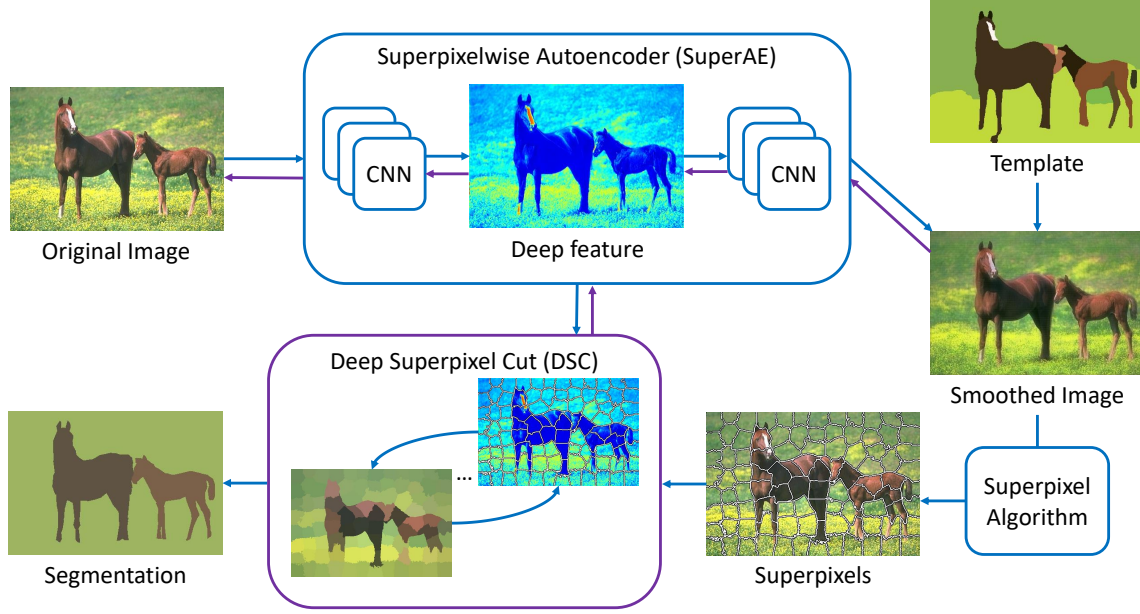 Superpixelwise Autoencoder (SuperAE)
CNN
CNN
Deep feature
Original Image
Template
Smoothed Image
Deep Superpixel Cut (DSC)
...
Segmentation
Superpixels
Superpixel
Algorithm